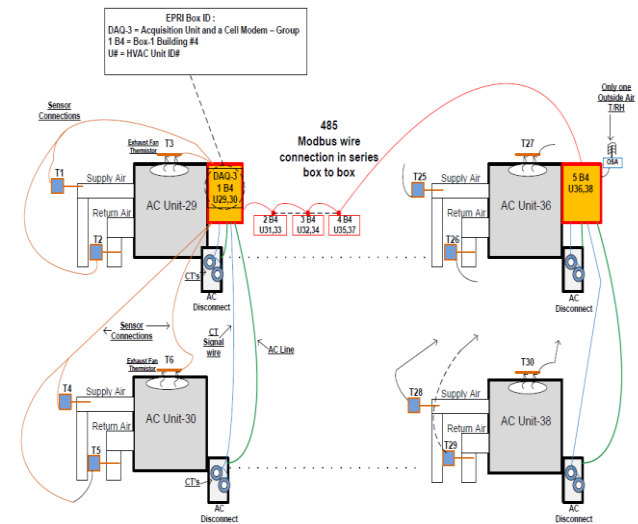 EPRI Box ID :
DAQ-3 = Acquisition Unit and a Cell Modem – Group
1 B4 = Box-1 Building #4
U# = HVAC Unit ID#
Only one
Outside Air
T/RH
OSA
Sensor
Connections
485
Modbus wire
connection in series
box to box
Exhaust Fan
Thermistor
T3
T1
Supply Air
AC Unit-29
Return Air
T2
DAQ-3
1 B4
U29,30
2 B4
U31,33
3 B4
U32,34
4 B4
U35,37
CT's
AC
Disconnect
T27
T25
Supply Air
AC Unit-36
Return Air
T26
5 B4
U36,38
AC
Disconnect
Sensor
Connections
CT
Signal
wire
AC Line
Exhaust Fan
Thermistor
T6
T4
Supply Air
AC Unit-30
Return Air
T5
CT's
AC
Disconnect
T30
T28
Supply Air
AC Unit-38
Return Air
T29
AC
Disconnect